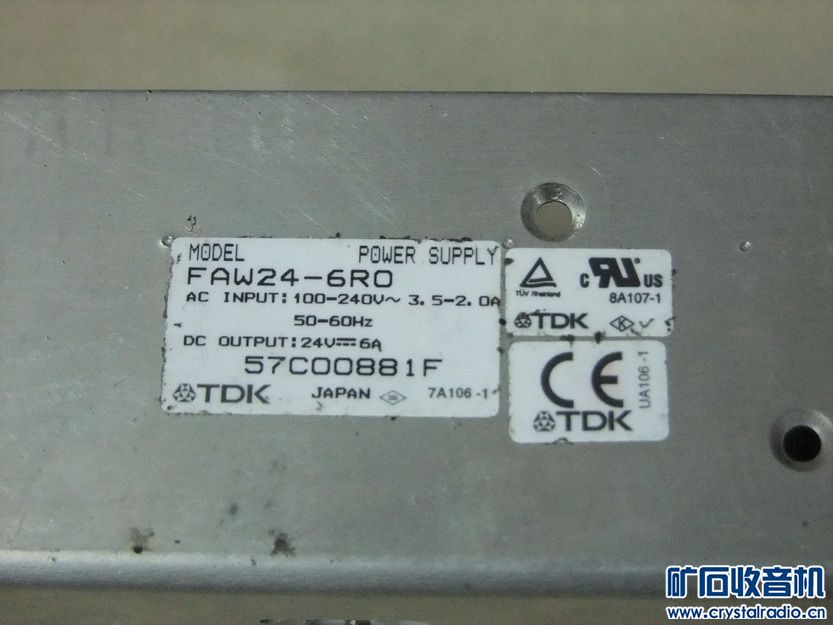 MODEL POWER SUPPLY
FAW24-6R0
AC INPUT:100-240V~ 3.5-2.0A
50-60Hz
DC OUTPUT:24V⎓6A
57C00881F
TDK JAPAN 7A106-1
TÜV Rheinland
c RU US
8A107-1
TDK K
CE
TDK
UA106-1
矿石收音机
www.crystalradio.cn